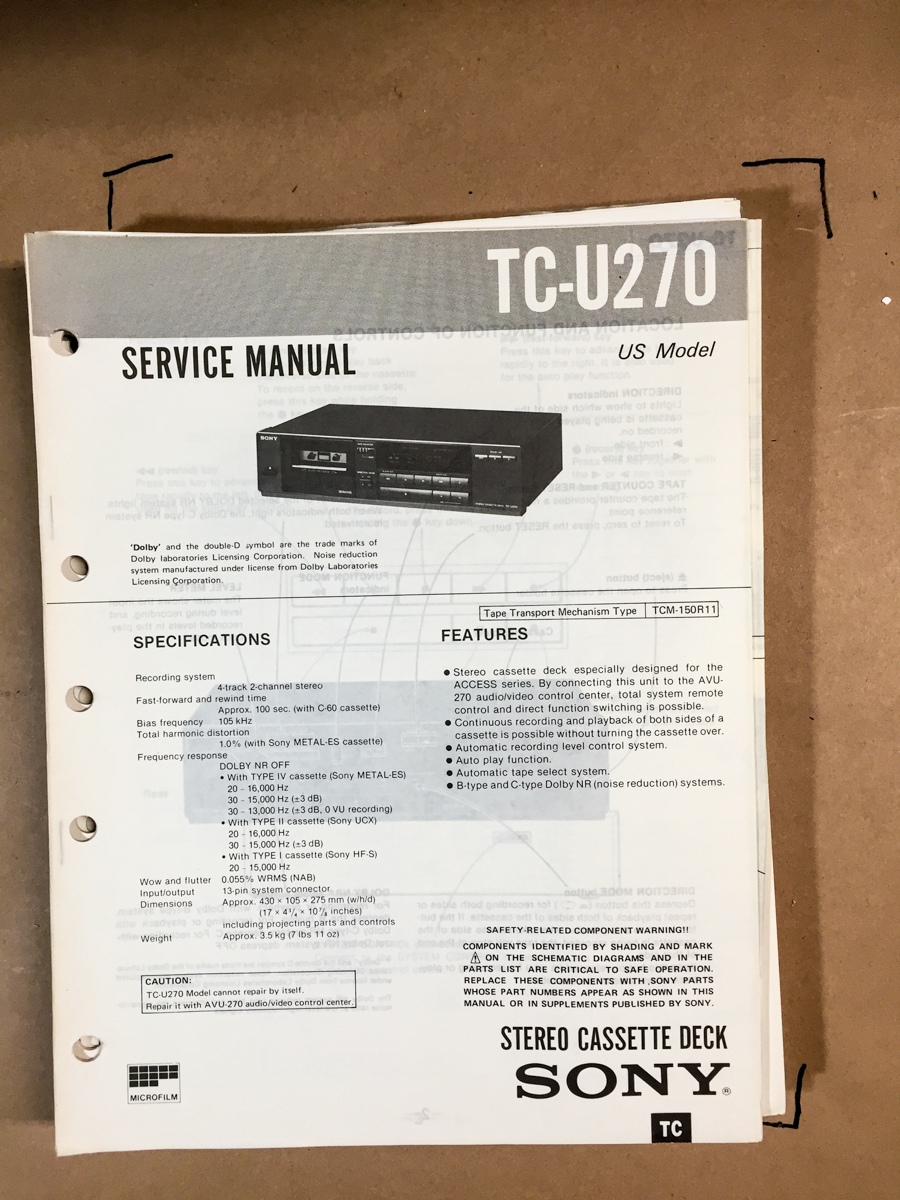 TC-U270
SERVICE MANUAL
US Model
SONY
'Dolby' and the double-D symbol are the trade marks of
Dolby laboratories Licensing Corporation. Noise reduction
system manufactured under license from Dolby Laboratories
Licensing Corporation.
Tape Transport Mechanism Type TCM-150R11
SPECIFICATIONS
Recording system
4-track 2-channel stereo
Fast-forward and rewind time
Approx. 100 sec. (with C-60 cassette)
Bias frequency 105 kHz
Total harmonic distortion
1.0% (with Sony METAL-ES cassette)
Frequency response
DOLBY NR OFF
• With TYPE IV cassette (Sony METAL-ES)
20 - 16,000 Hz
30 - 15,000 Hz (±3 dB)
30 - 13,000 Hz (±3 dB, 0 VU recording)
• With TYPE II cassette (Sony UCX)
20 - 16,000 Hz
30 - 15,000 Hz (±3 dB)
• With TYPE I cassette (Sony HF-S)
20 - 15,000 Hz
Wow and flutter 0.055% WRMS (NAB)
Input/output 13-pin system connector
Dimensions Approx. 430 × 105 × 275 mm (w/h/d)
(17 × 4 1/4 × 10 7/8 inches)
including projecting parts and controls
Weight Approx. 3.5 kg (7 lbs 11 oz)
CAUTION:
TC-U270 Model cannot repair by itself.
Repair it with AVU-270 audio/video control center.
MICROFILM
FEATURES
● Stereo cassette deck especially designed for the
ACCESS series. By connecting this unit to the AVU-
270 audio/video control center, total system remote
control and direct function switching is possible.
● Continuous recording and playback of both sides of a
cassette is possible without turning the cassette over.
● Automatic recording level control system.
● Auto play function.
● Automatic tape select system.
● B-type and C-type Dolby NR (noise reduction) systems.
SAFETY-RELATED COMPONENT WARNING!!
COMPONENTS IDENTIFIED BY SHADING AND MARK
⚠ ON THE SCHEMATIC DIAGRAMS AND IN THE
PARTS LIST ARE CRITICAL TO SAFE OPERATION.
REPLACE THESE COMPONENTS WITH SONY PARTS
WHOSE PART NUMBERS APPEAR AS SHOWN IN THIS
MANUAL OR IN SUPPLEMENTS PUBLISHED BY SONY.
STEREO CASSETTE DECK
SONY®
TC